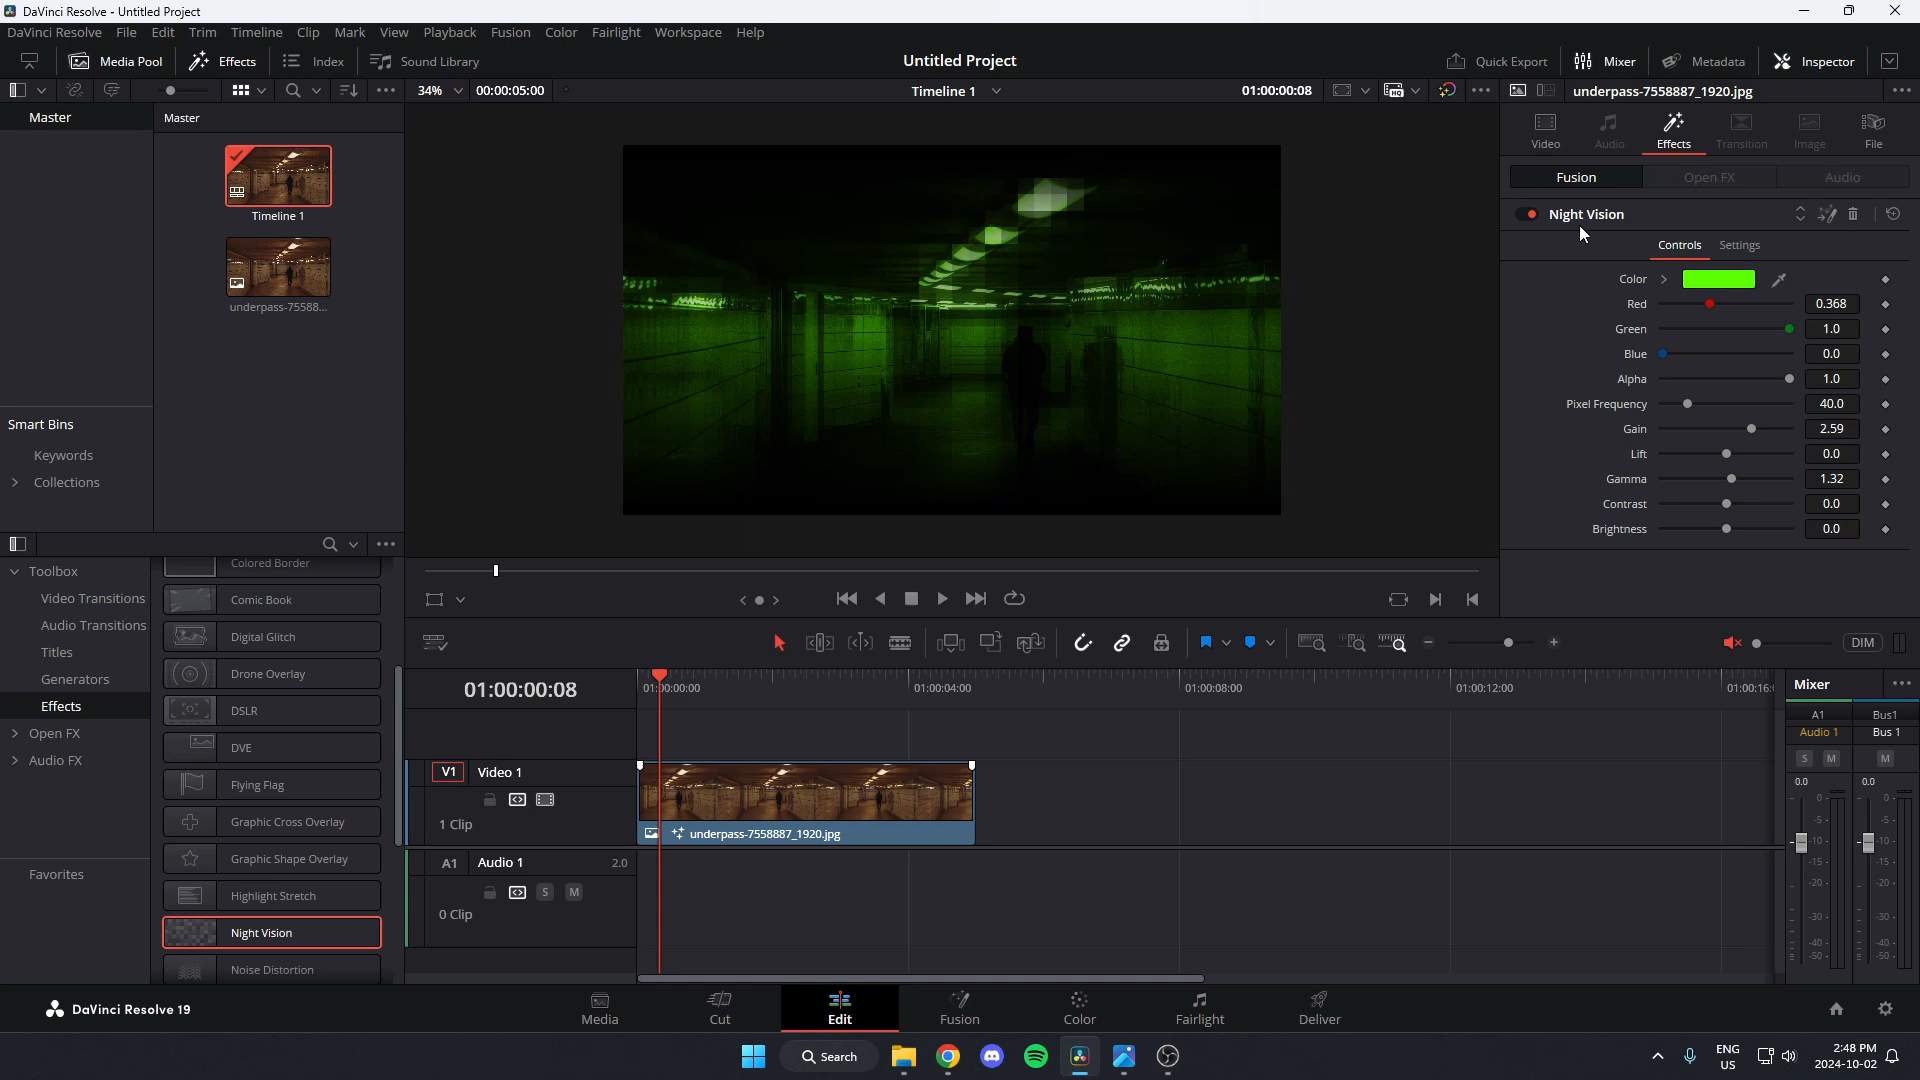 DaVinci Resolve - Untitled Project
DaVinci Resolve File Edit Trim Timeline Clip Mark View Playback Fusion Color Fairlight Workspace Help
Media Pool Effects Index Sound Library Untitled Project Quick Export Mixer Metadata Inspector
34% 00:00:05:00 Timeline 1 01:00:00:08 underpass-7558887_1920.jpg
Master Master
Timeline 1
underpass-75588...
Smart Bins
Keywords
Collections
Video Audio Effects Transition Image File
Fusion Open FX Audio
Night Vision
Controls Settings
Color
Red 0.368
Green 1.0
Blue 0.0
Alpha 1.0
Pixel Frequency 40.0
Gain 2.59
Lift 0.0
Gamma 1.32
Contrast 0.0
Brightness 0.0
Toolbox
Video Transitions
Audio Transitions
Titles
Generators
Effects
Open FX
Audio FX
Favorites
Colored Border
Comic Book
Digital Glitch
Drone Overlay
DSLR
DVE
Flying Flag
Graphic Cross Overlay
Graphic Shape Overlay
Highlight Stretch
Night Vision
Noise Distortion
DIM
01:00:00:08 01:00:00:00 01:00:04:00 01:00:08:00 01:00:12:00 01:00:16:
V1 Video 1
1 Clip
underpass-7558887_1920.jpg
A1 Audio 1 2.0
S M
0 Clip
Mixer
A1 Bus1
Audio 1 Bus 1
S M M
0.0 0.0
0- 0-
-5- -5-
-10- -10-
-15- -15-
-20- -20-
-30- -30-
-40- -40-
-50- -50-
DaVinci Resolve 19
Media Cut Edit Fusion Color Fairlight Deliver
Search
ENG
US
2:48 PM
2024-10-02